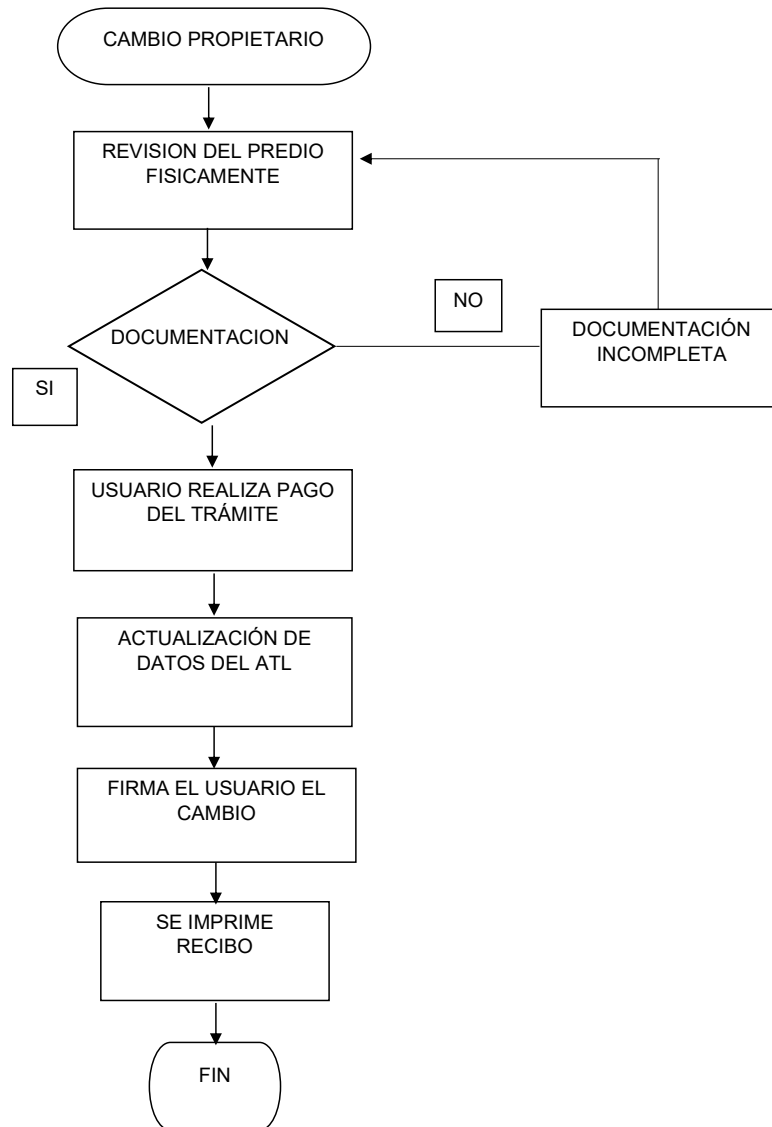 CAMBIO PROPIETARIO
REVISION DEL PREDIO
FISICAMENTE
DOCUMENTACION
NO
DOCUMENTACIÓN
INCOMPLETA
SI
USUARIO REALIZA PAGO
DEL TRÁMITE
ACTUALIZACIÓN DE
DATOS DEL ATL
FIRMA EL USUARIO EL
CAMBIO
SE IMPRIME
RECIBO
FIN